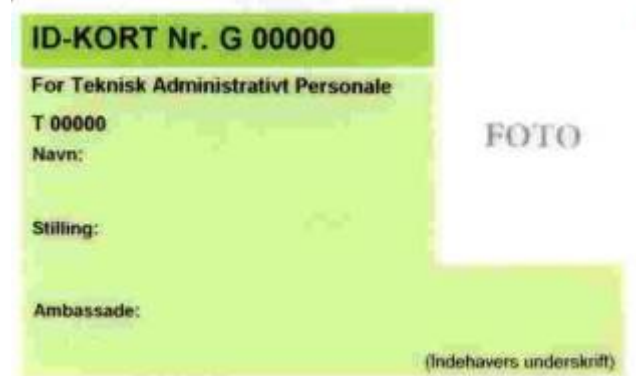 ID-KORT Nr. G 00000
For Teknisk Administrativt Personale
T 00000
Navn:
FOTO
Stilling:
Ambassade:
(Indehavers underskrift)